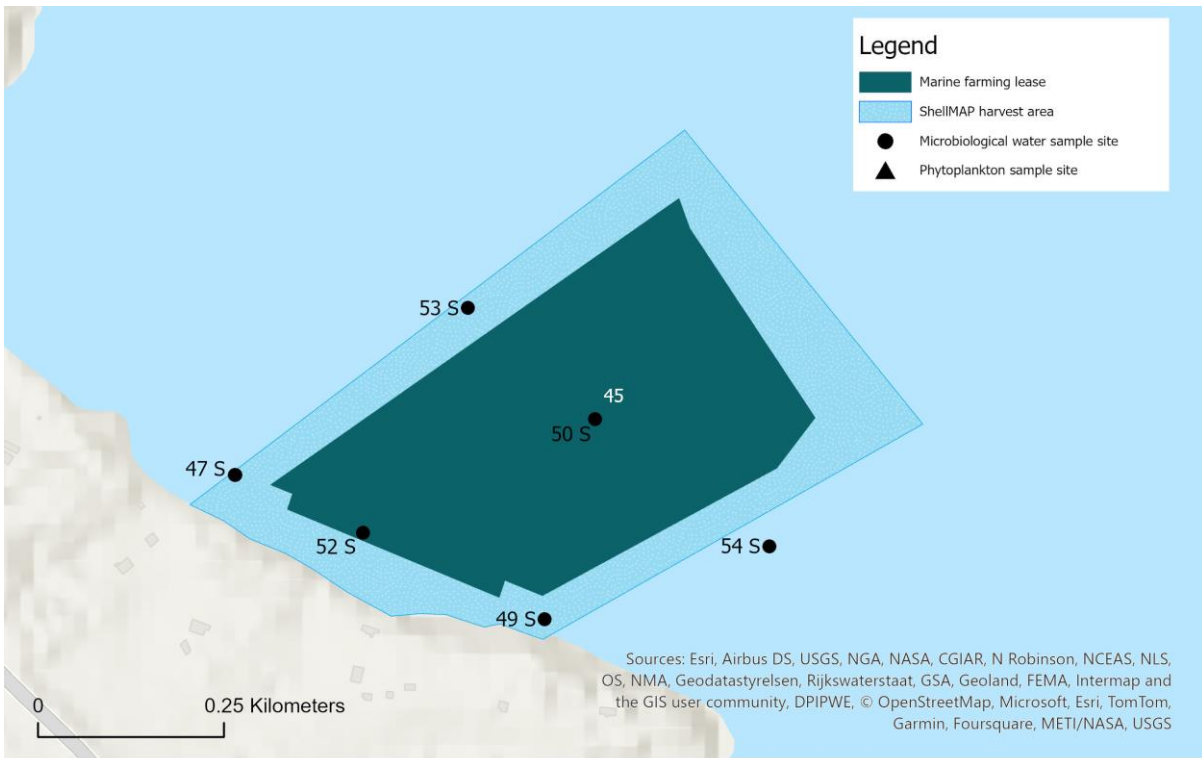 Legend
Marine farming lease
ShellMAP harvest area
Microbiological water sample site
Phytoplankton sample site
53 S
45
50 S
47 S
52 S
54 S
49 S
0
0.25 Kilometers
Sources: Esri, Airbus DS, USGS, NGA, NASA, CGIAR, N Robinson, NCEAS, NLS,
OS, NMA, Geodatastyrelsen, Rijkswaterstaat, GSA, Geoland, FEMA, Intermap and
the GIS user community, DPIPWE, © OpenStreetMap, Microsoft, Esri, TomTom,
Garmin, Foursquare, METI/NASA, USGS